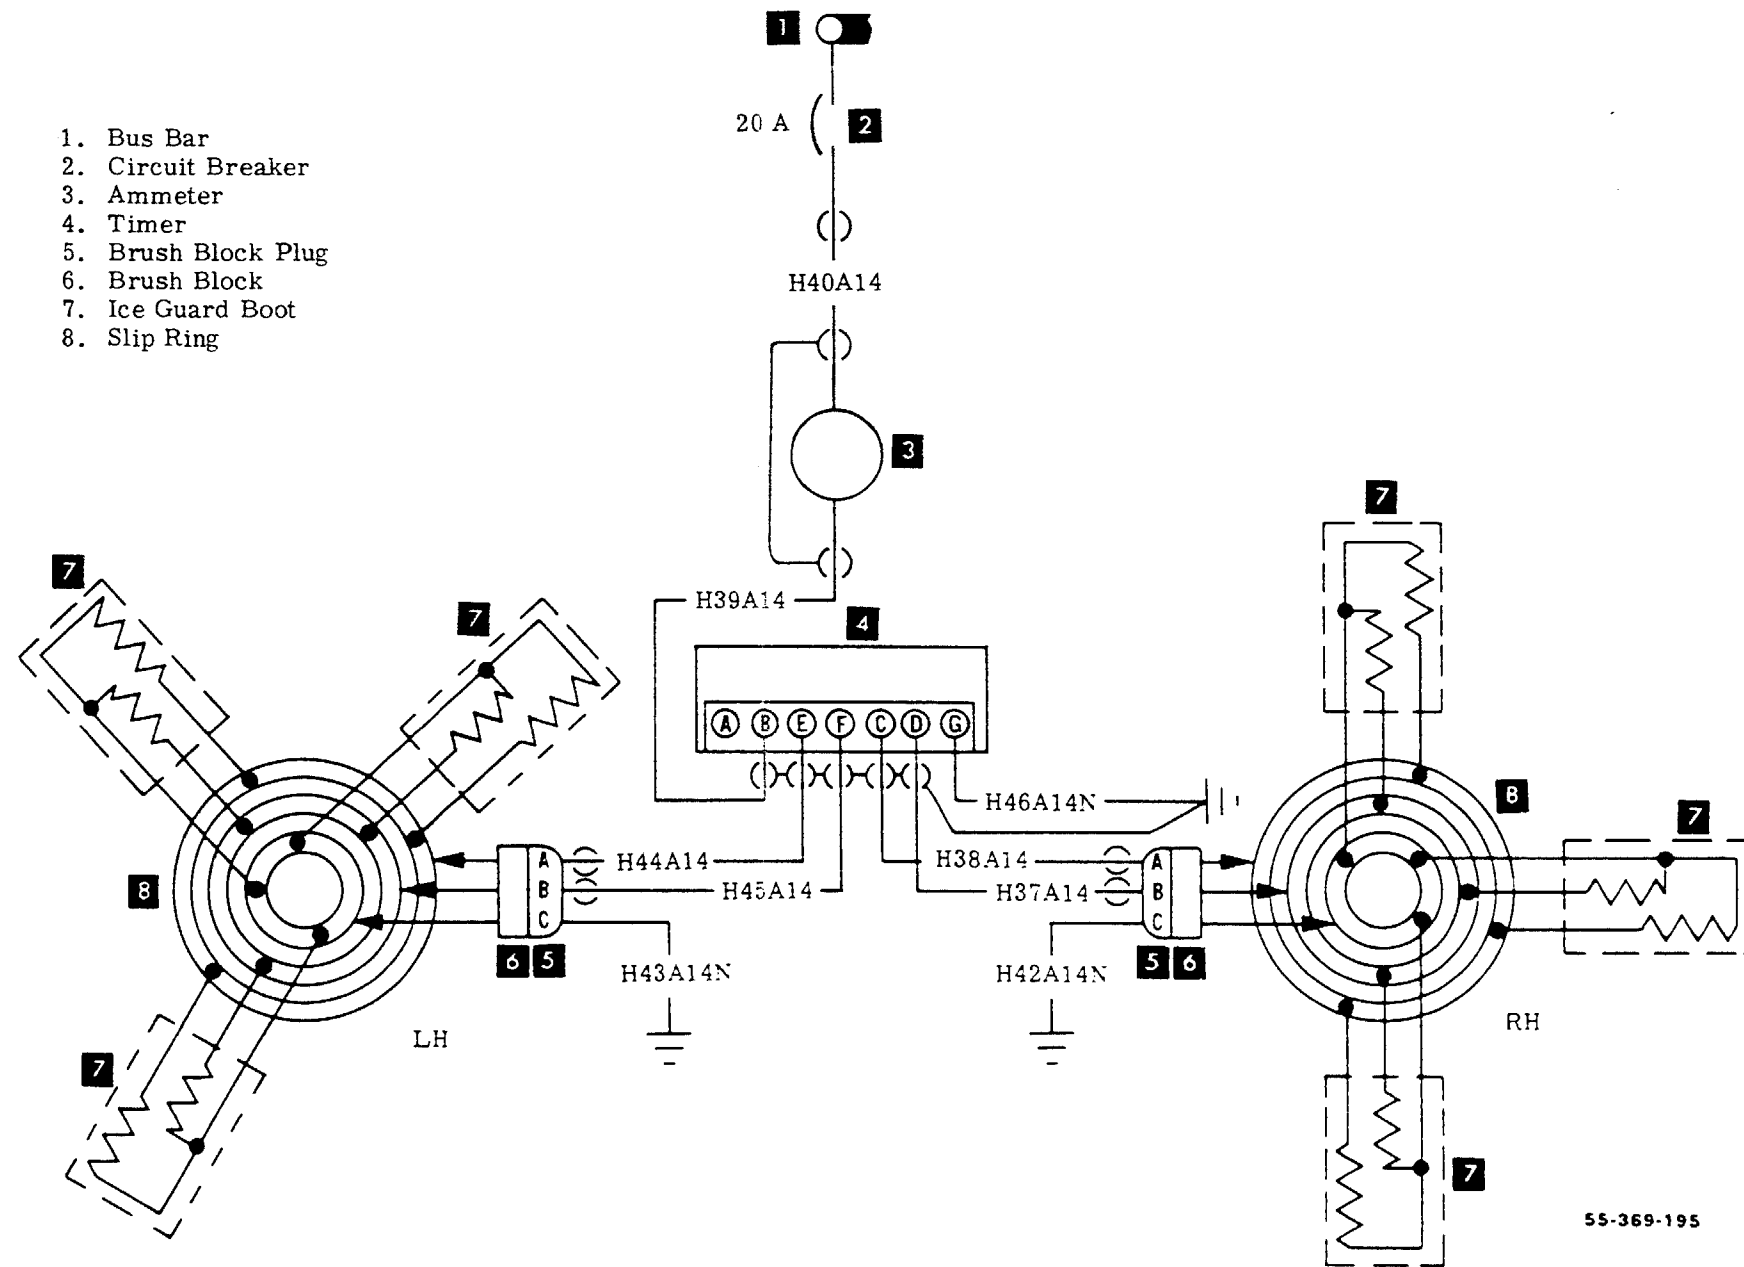 1
20 A
2
1. Bus Bar
2. Circuit Breaker
3. Ammeter
4. Timer
5. Brush Block Plug
6. Brush Block
7. Ice Guard Boot
8. Slip Ring
H40A14
3
7
7
7
H39A14
4
A B E F C D G
H46A14N
8
7
8
A
B
C
H44A14
H45A14
H38A14
H37A14
A
B
C
6 5
H43A14N
H42A14N
5 6
LH
RH
7
7
55-369-195